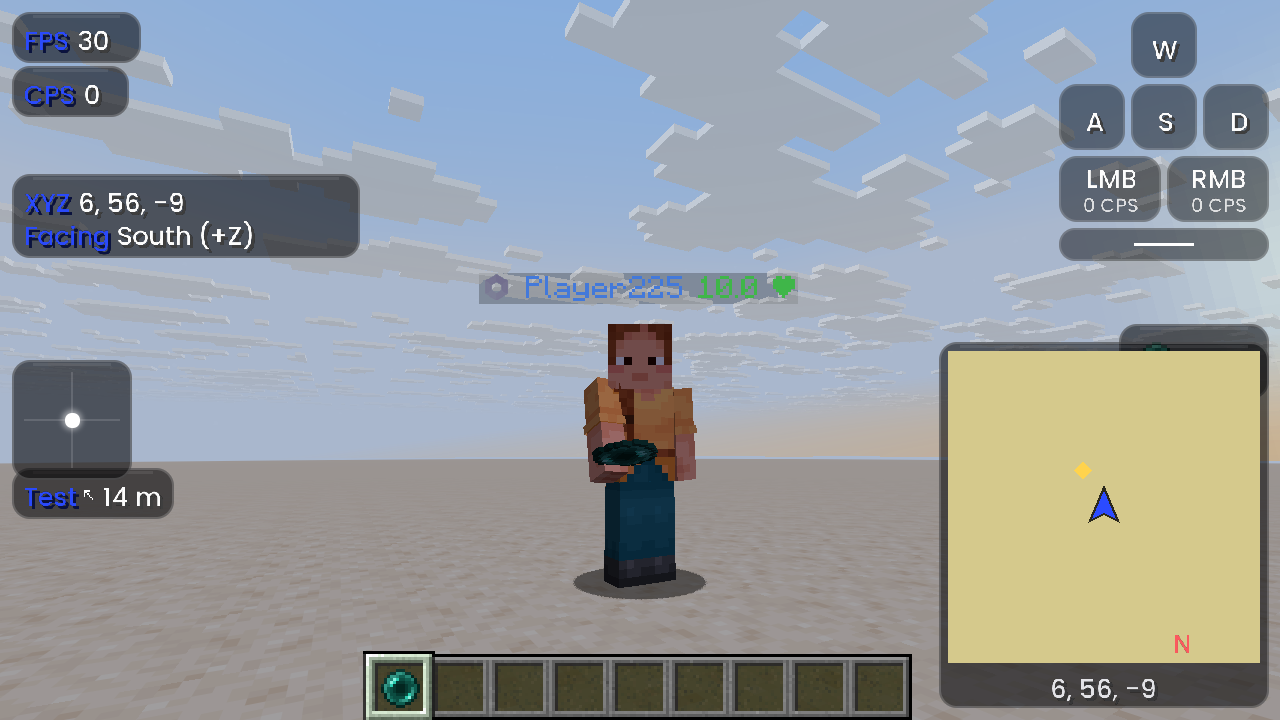 FPS 30
CPS 0
XYZ 6, 56, -9
Facing South (+Z)
Player225 10.0
Test ↖ 14 m
W
A S D
LMB RMB
0 CPS 0 CPS
N
6, 56, -9